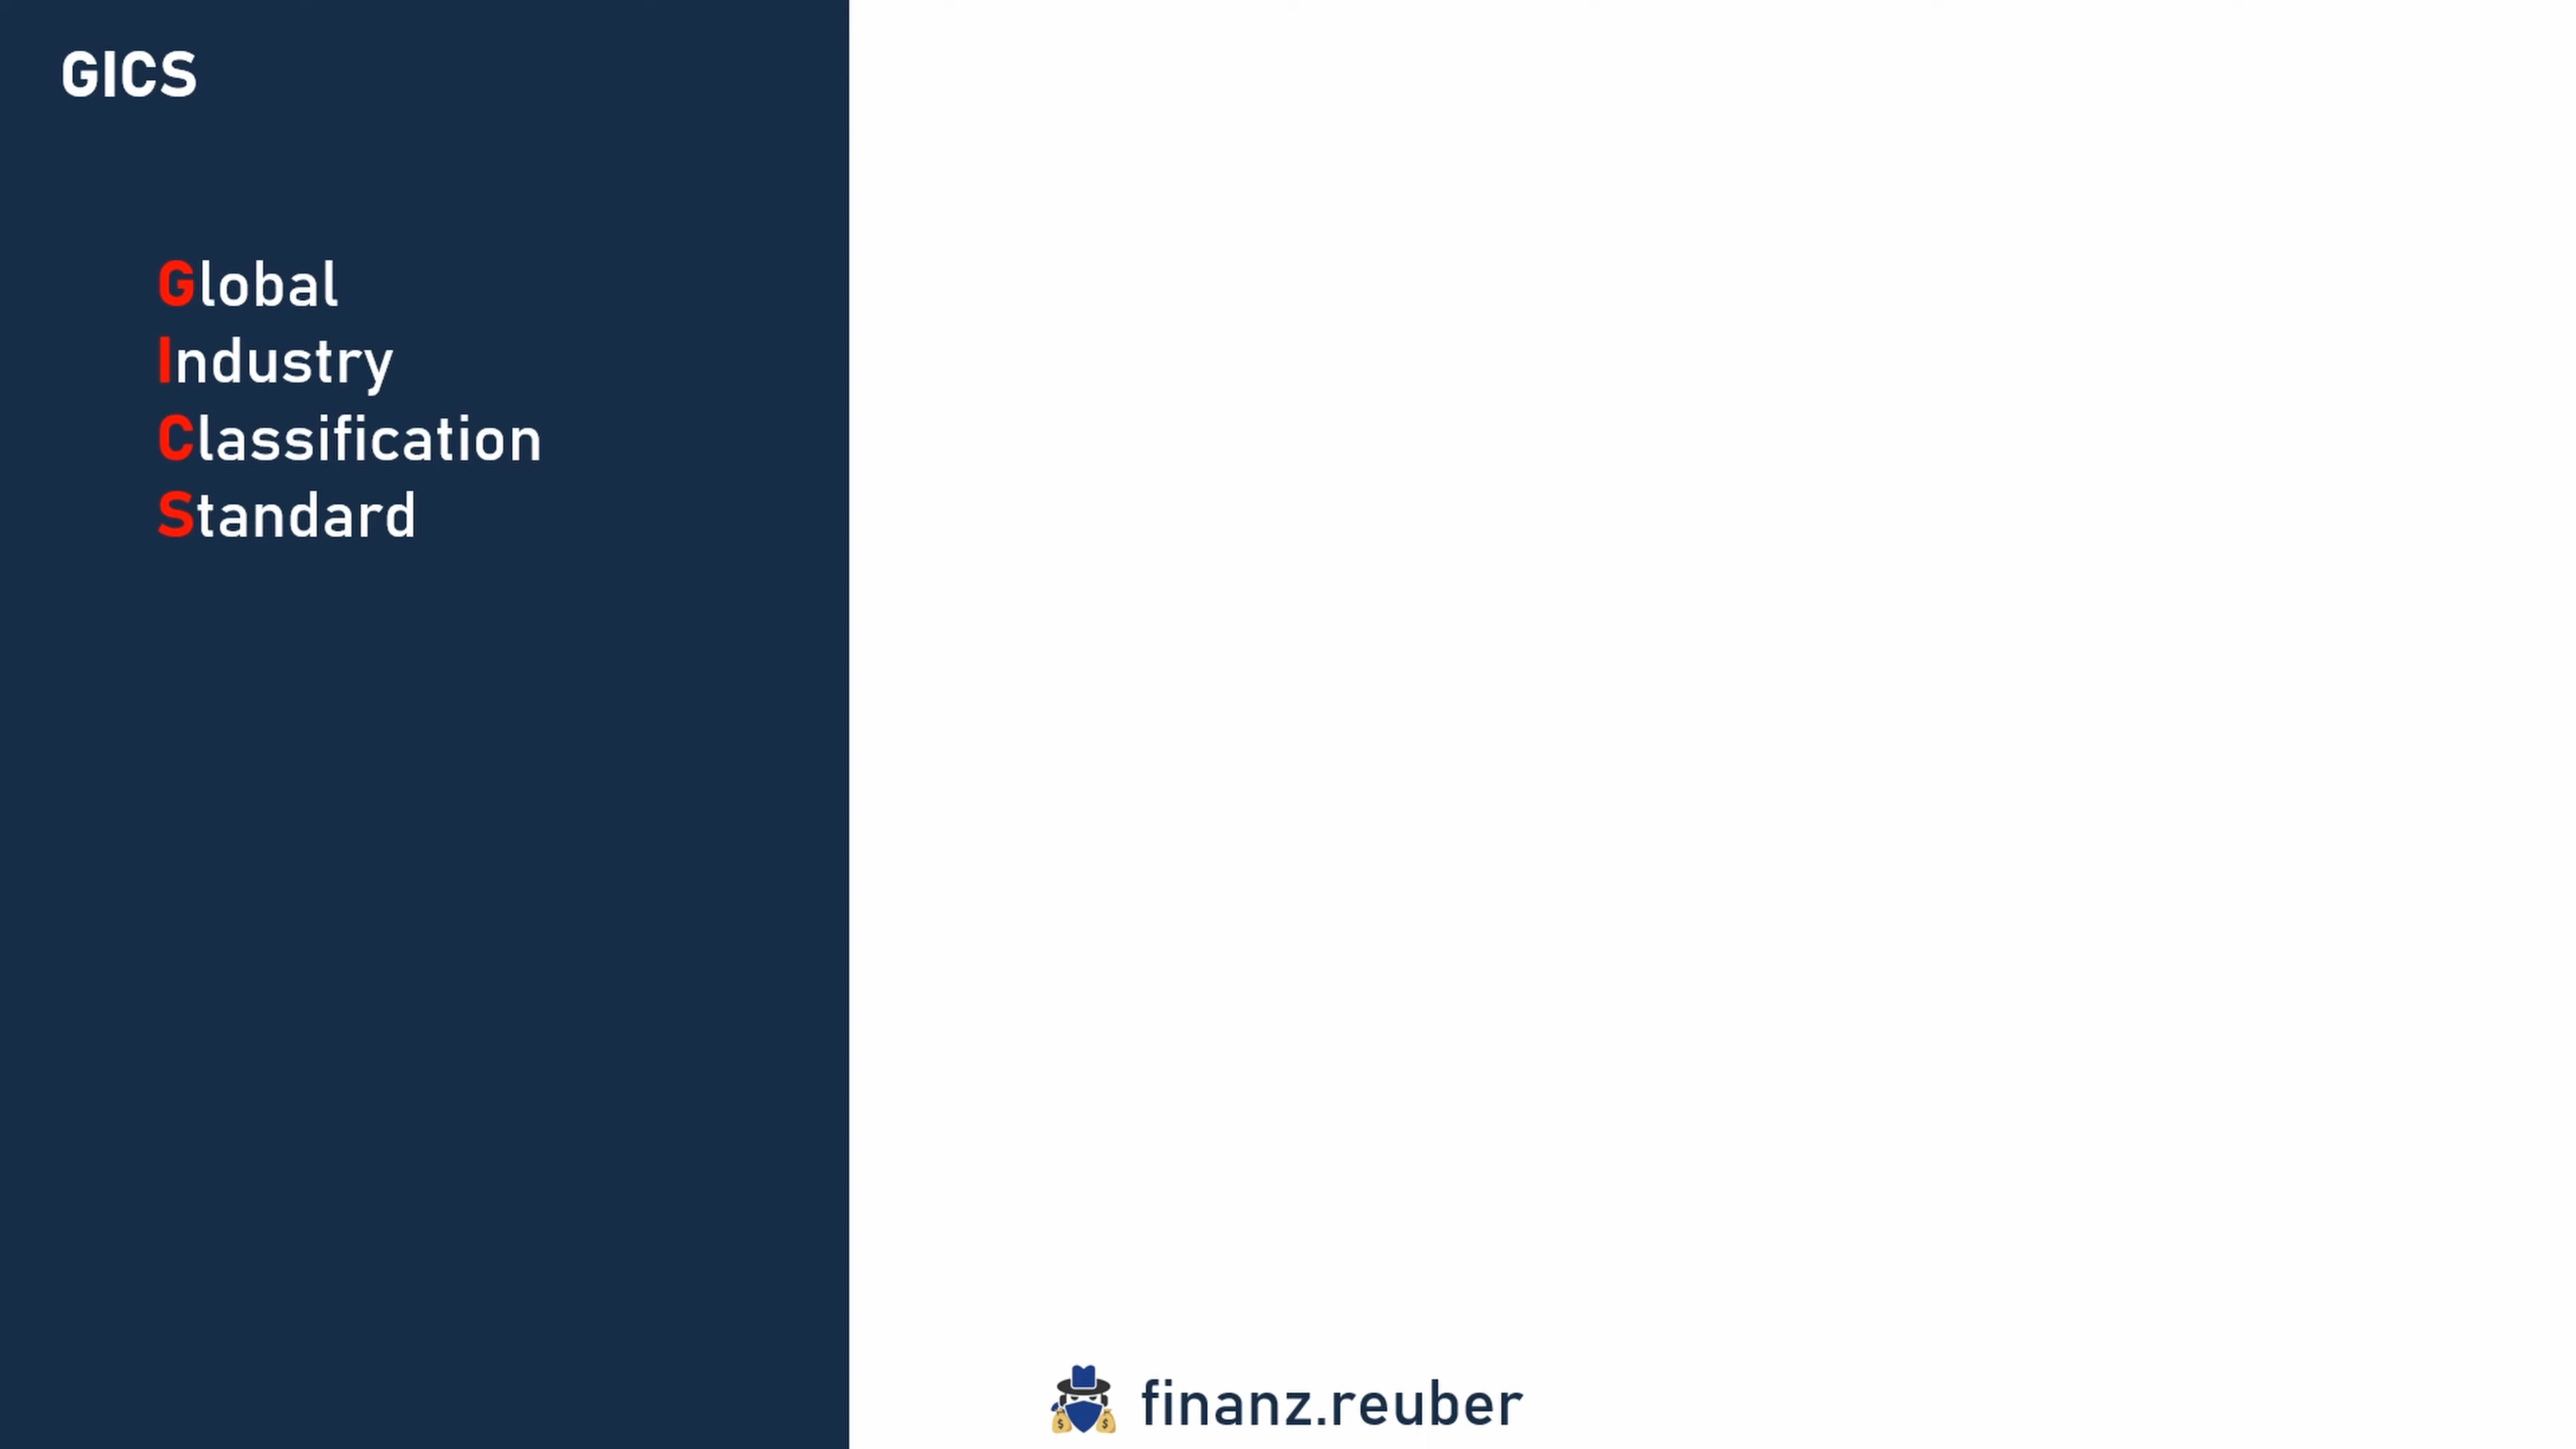 GICS
Global
Industry
Classification
Standard
finanz.reuber